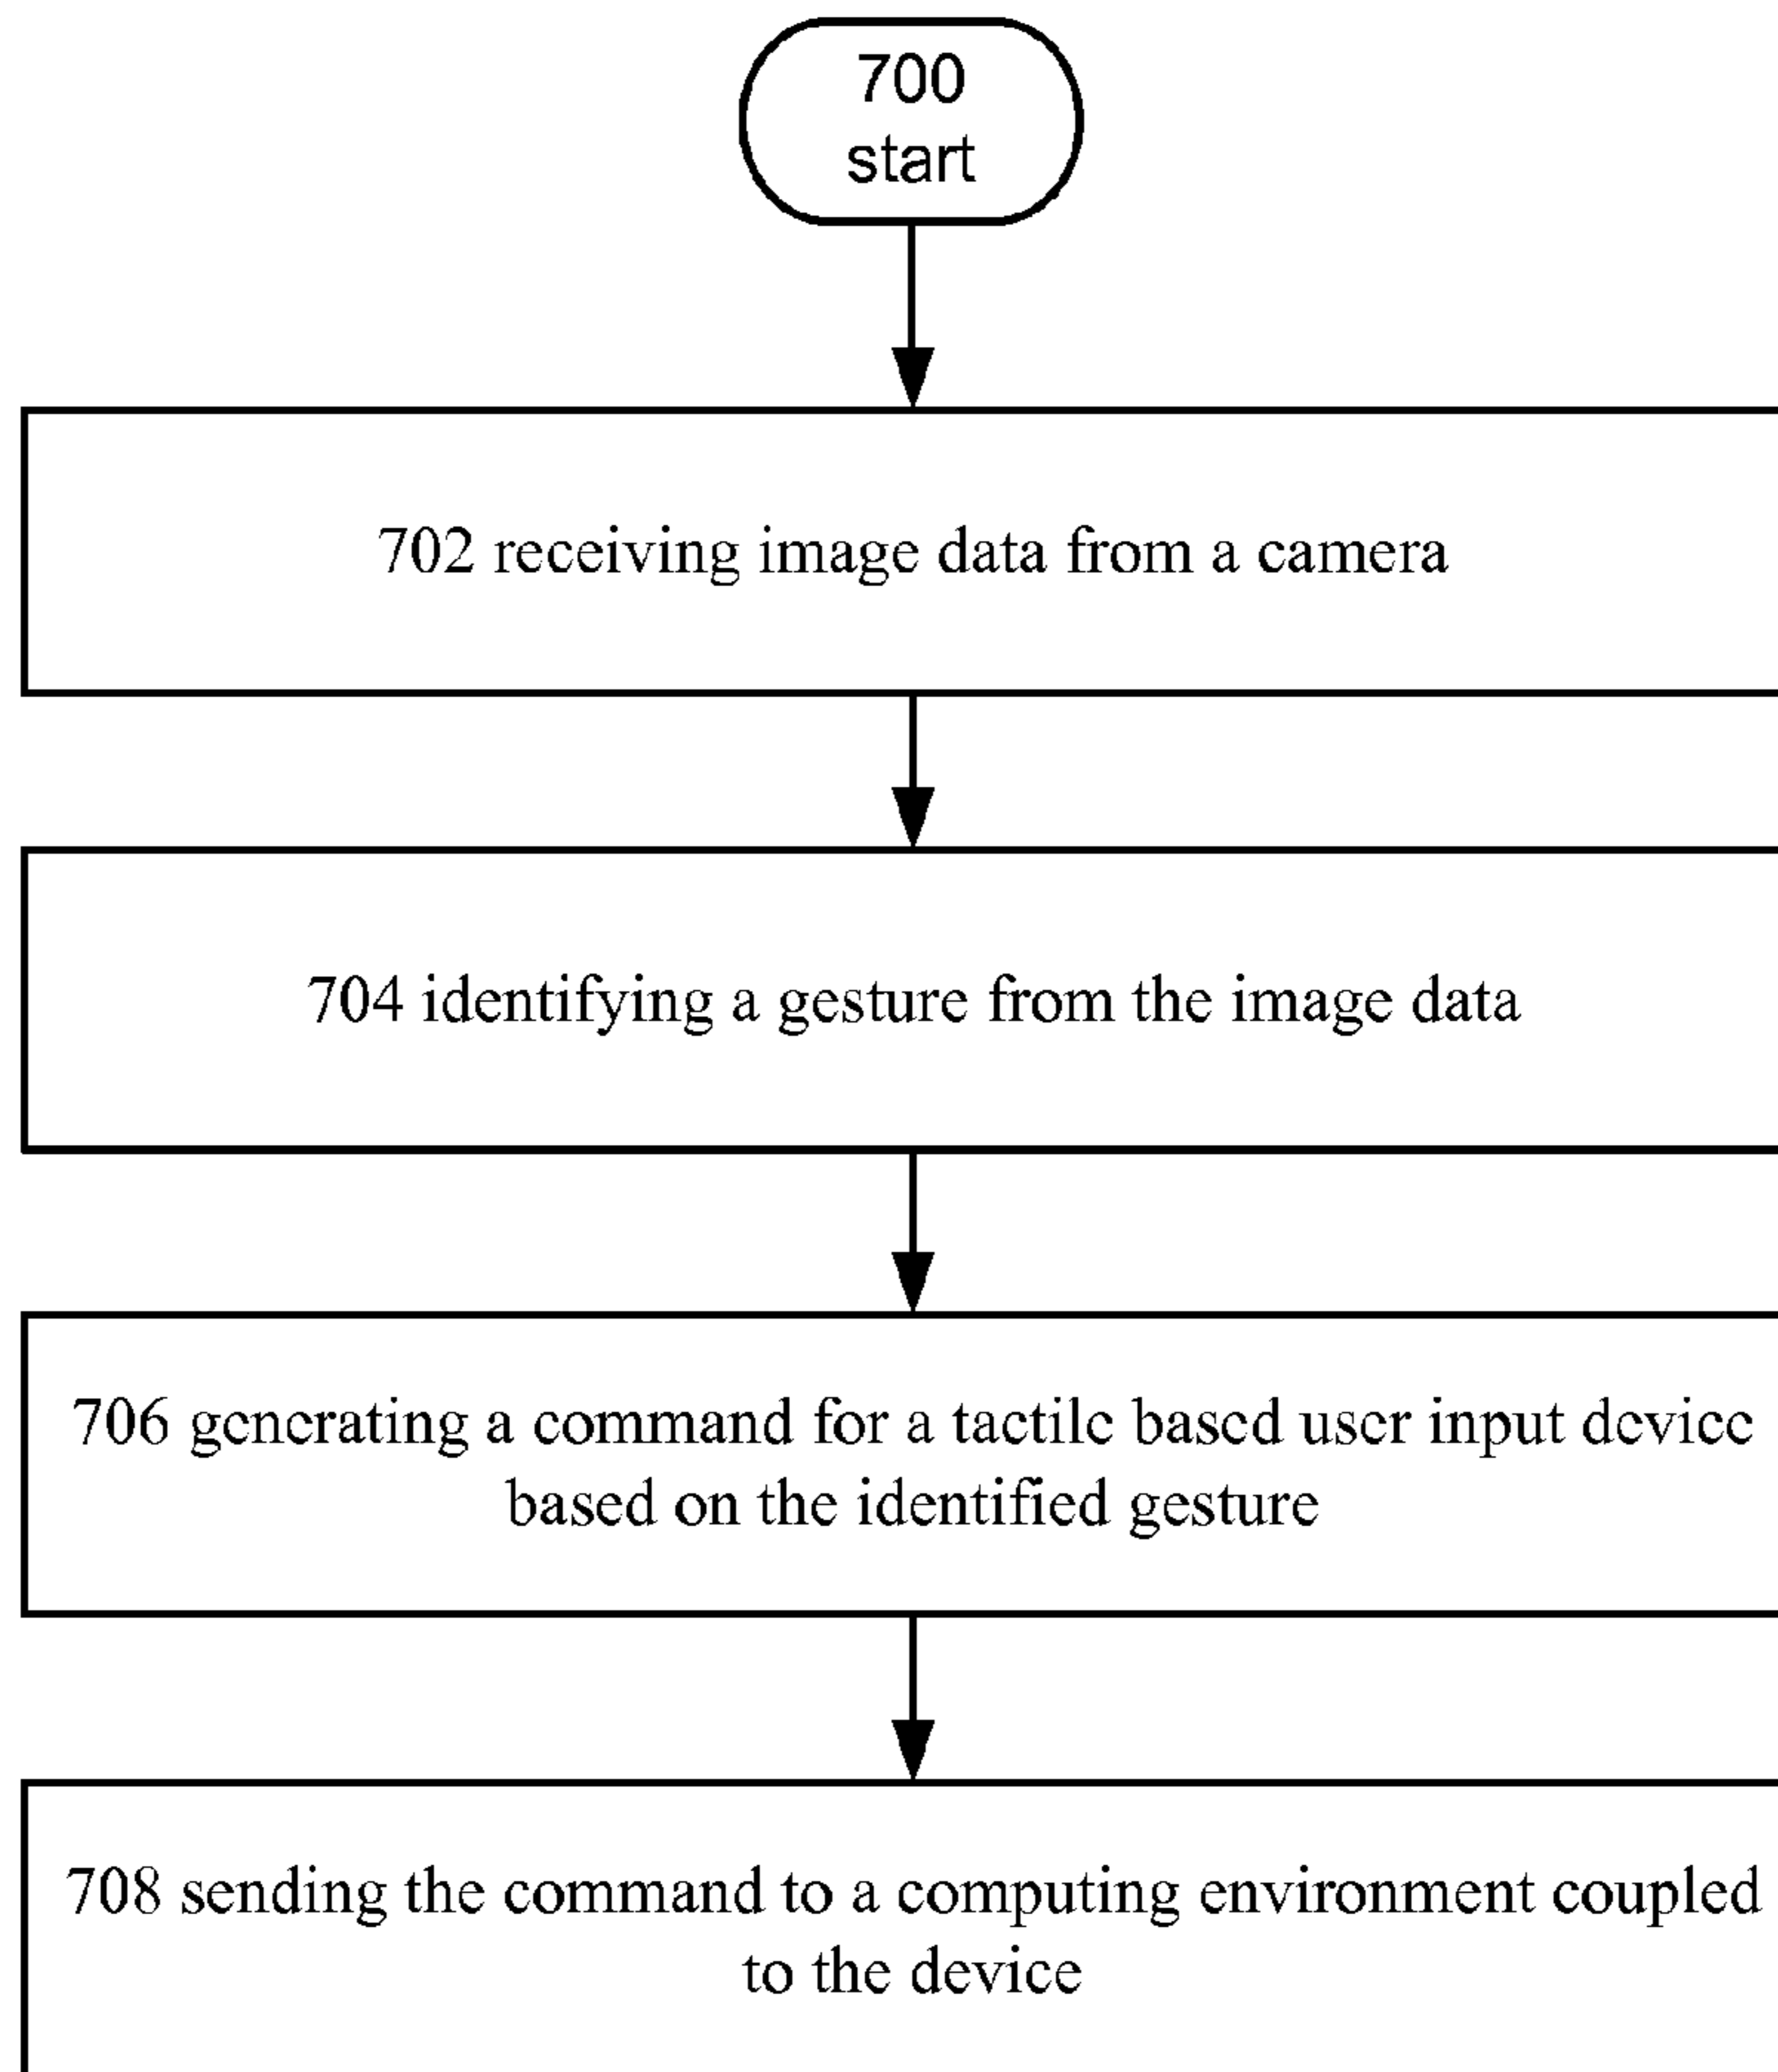 700
start
702 receiving image data from a camera
704 identifying a gesture from the image data
706 generating a command for a tactile based user input device
based on the identified gesture
708 sending the command to a computing environment coupled
to the device